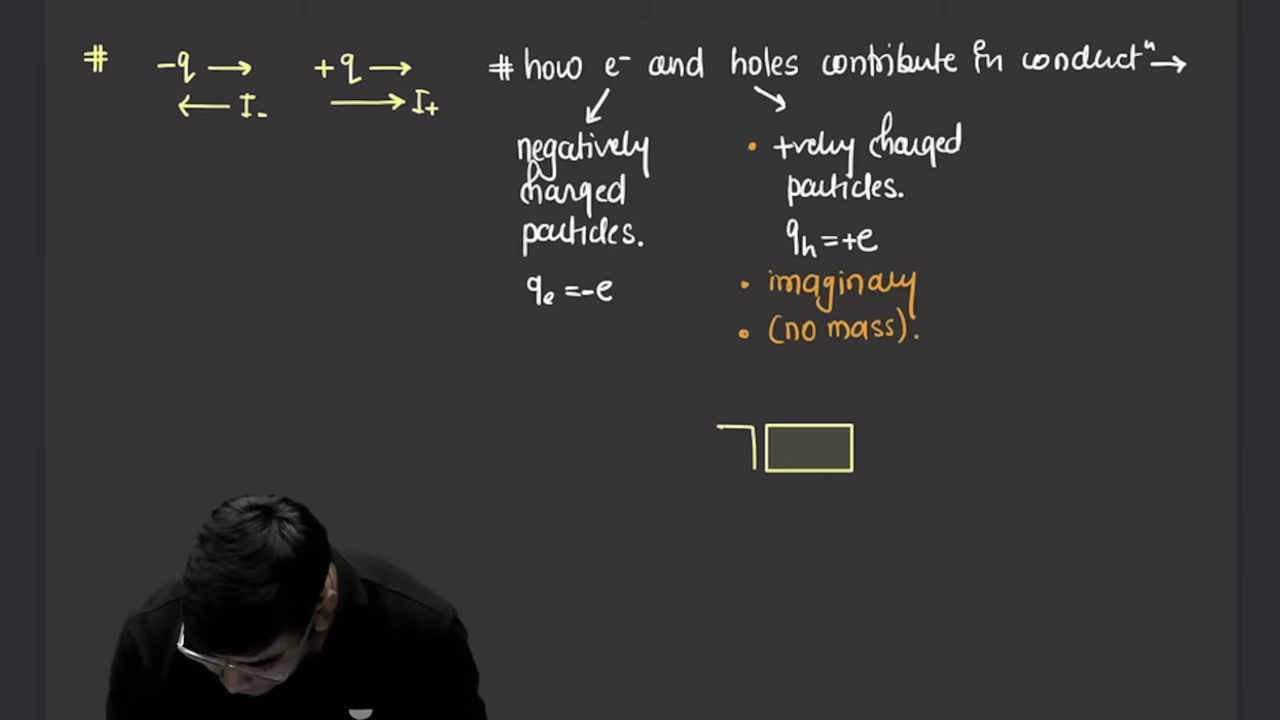 # -q → +q →
← I- → I+
# how e- and holes contribute in conductⁿ →
negatively
charged
particles.
qe = -e
• +vely charged
particles.
qh = +e
• imaginary
• (no mass).